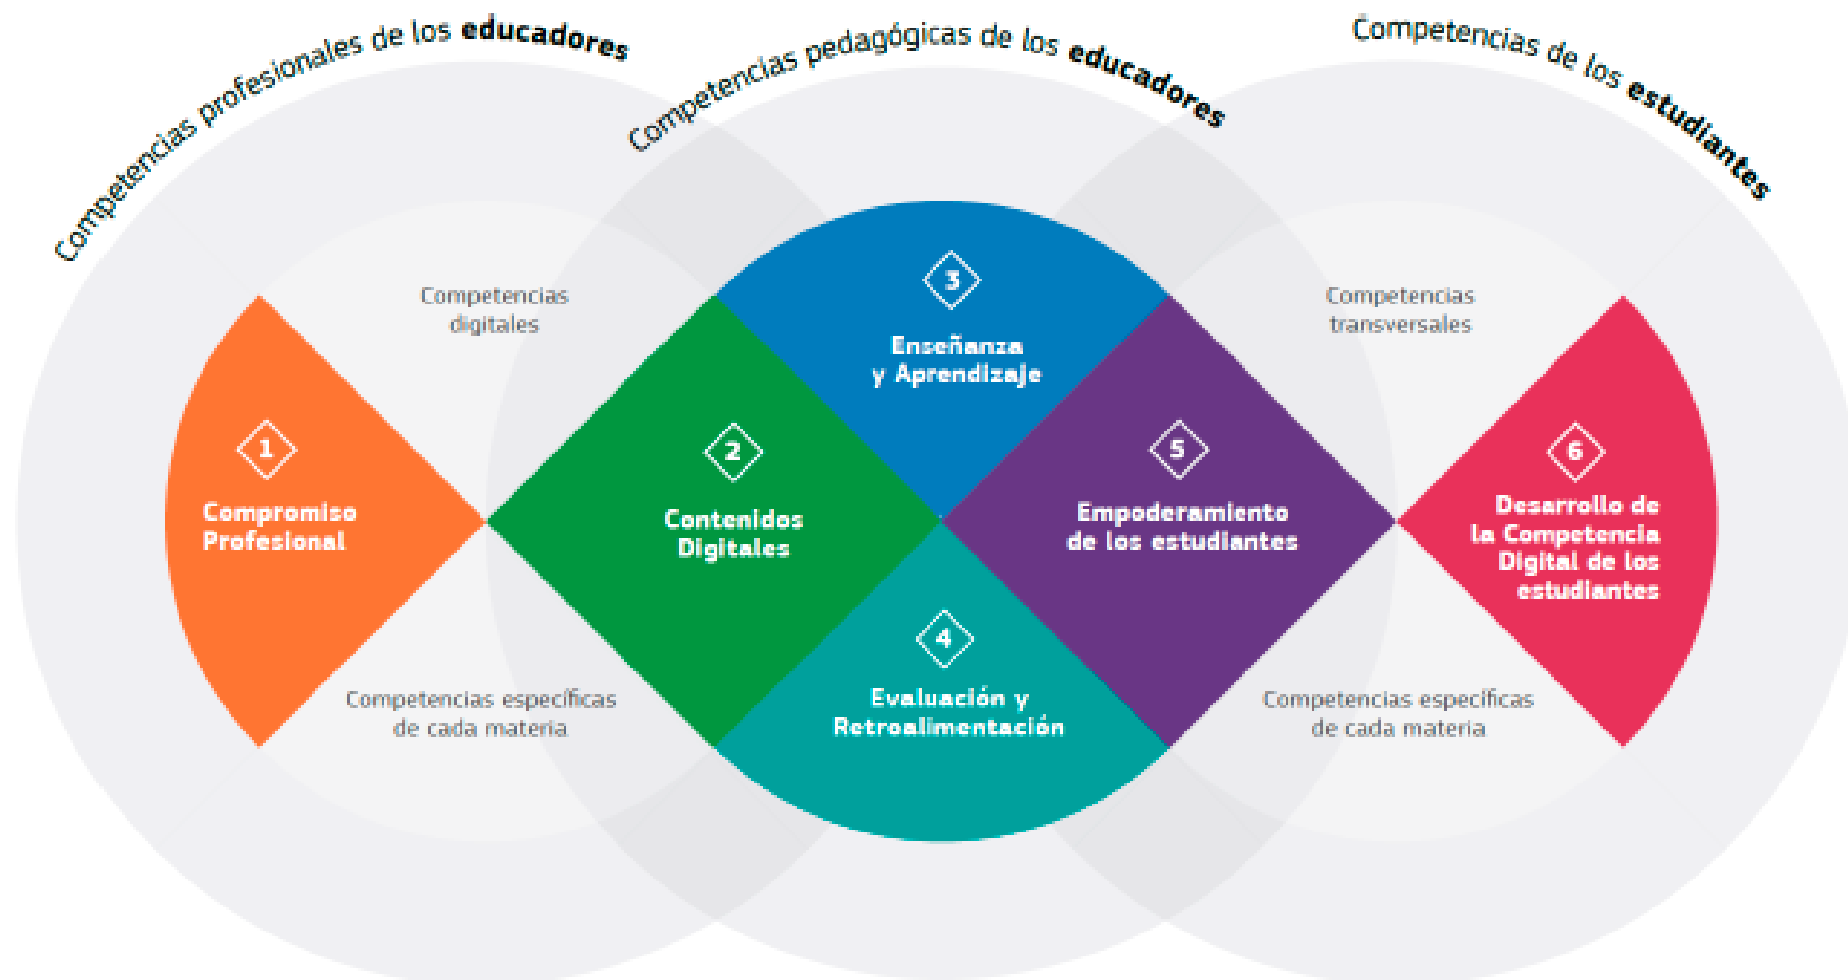 Competencias profesionales de los educadores
Competencias pedagógicas de los educadores
Competencias de los estudiantes
Competencias
digitales
Competencias específicas
de cada materia
1
Compromiso
Profesional
2
Contenidos
Digitales
3
Enseñanza
y Aprendizaje
4
Evaluación y
Retroalimentación
5
Empoderamiento
de los estudiantes
Competencias
transversales
Competencias específicas
de cada materia
6
Desarrollo de
la Competencia
Digital de los
estudiantes